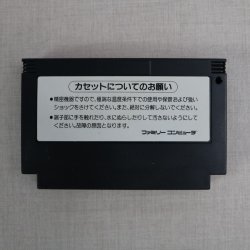 カセットについてのお願い
●精密機器ですので、極端な温度条件下での使用や保管および強い
ショックをさけてください。また、絶対に分解しないでください。
●端子部に手を触れたり、水にぬらしたりして汚さないようにして
ください。故障の原因となります。
ファミリー コンピュータ